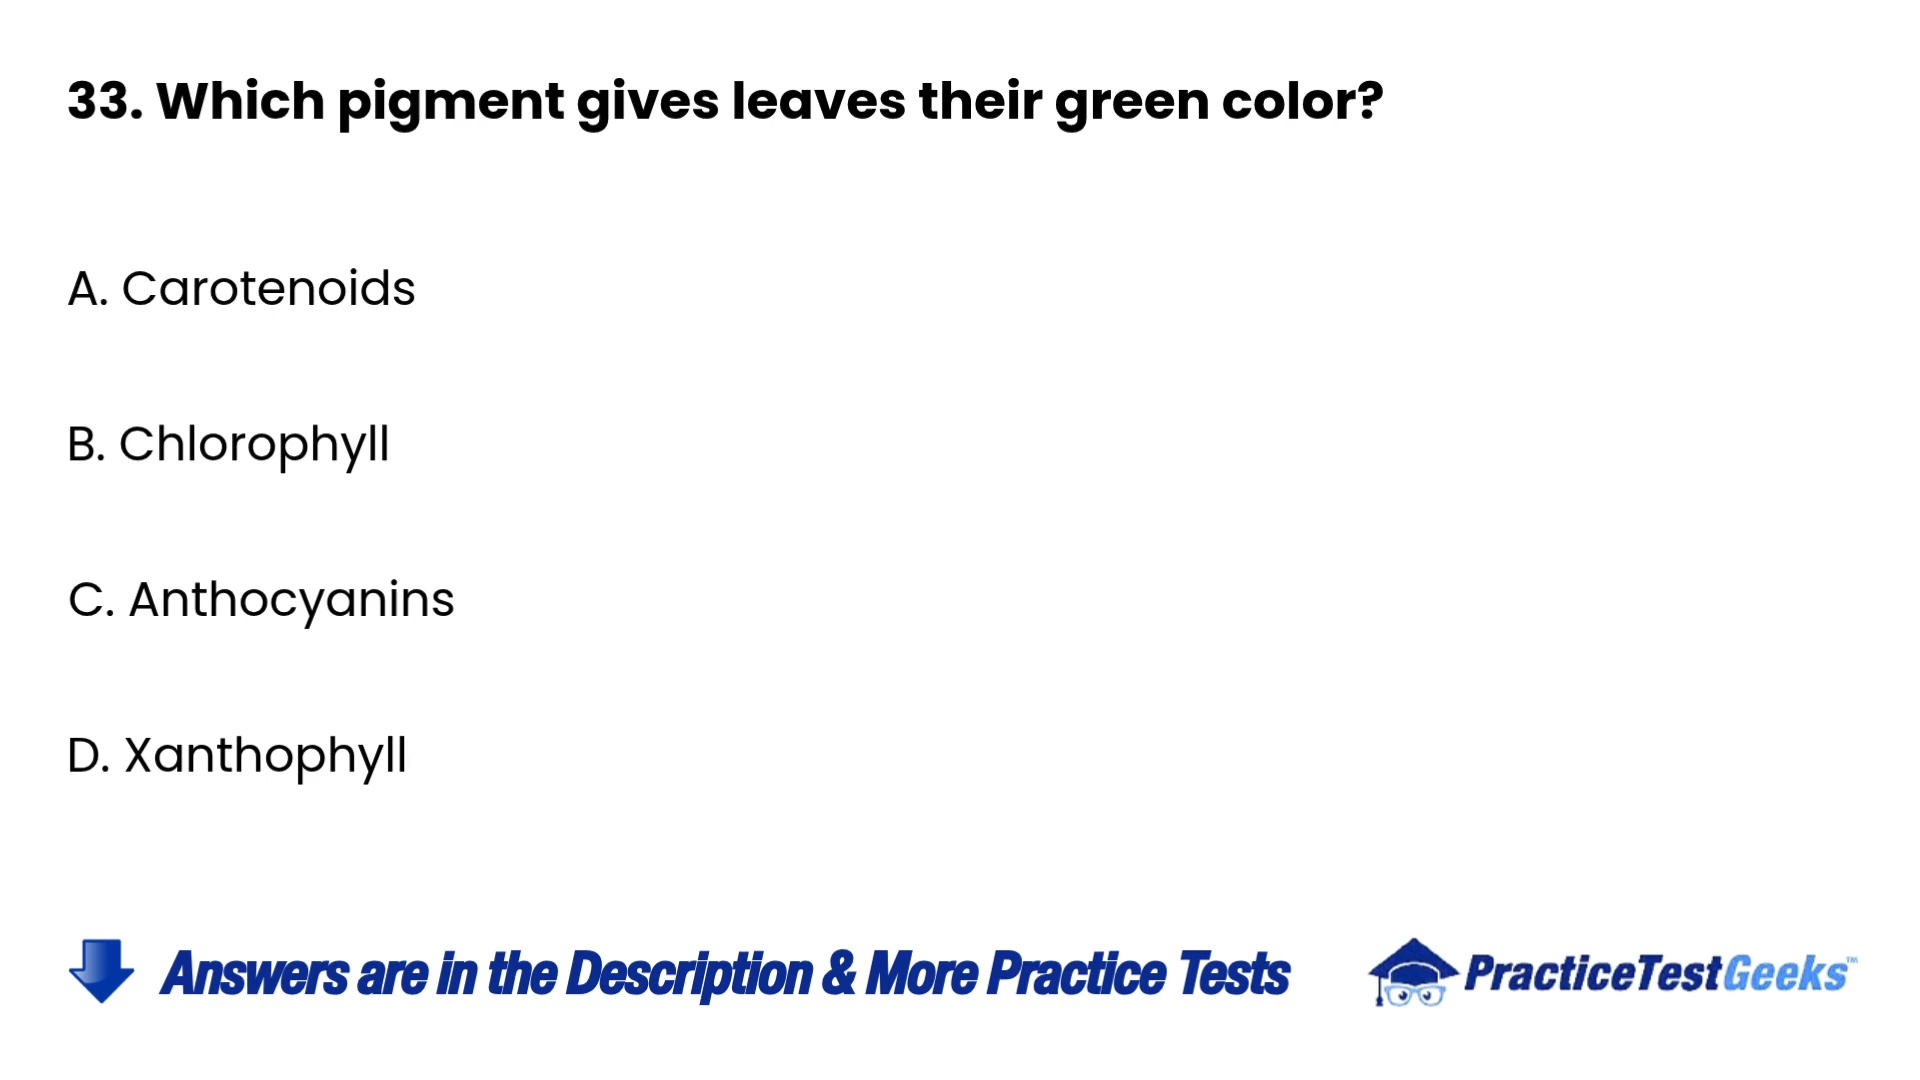 33. Which pigment gives leaves their green color?
A. Carotenoids
B. Chlorophyll
C. Anthocyanins
D. Xanthophyll
Answers are in the Description & More Practice Tests
PracticeTestGeeks™